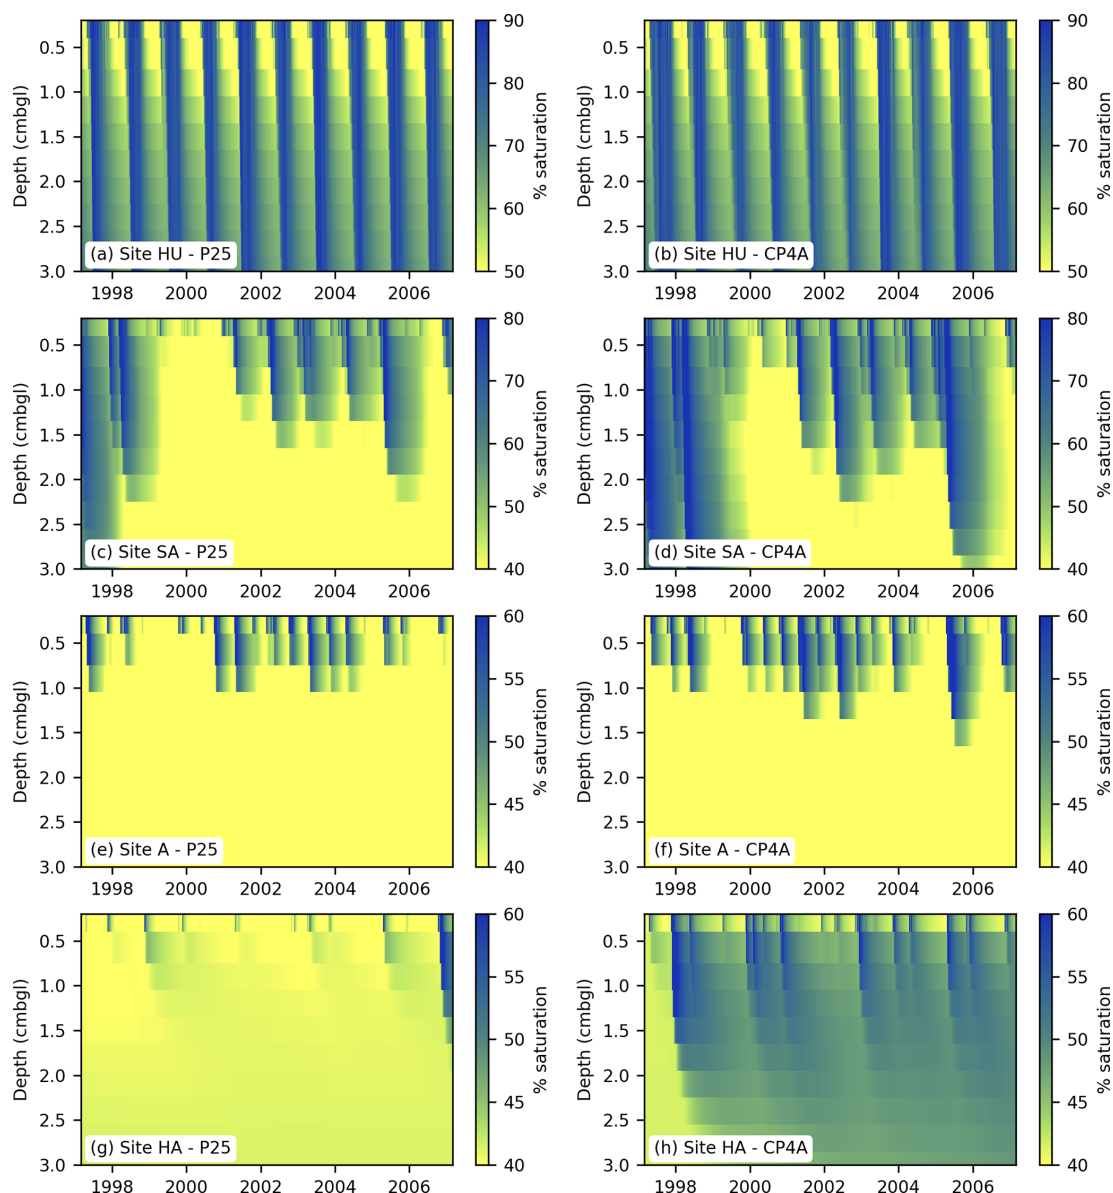 0.5
1.0
1.5
2.0
2.5
3.0
Depth (cmbgl)
(a) Site HU - P25
1998 2000 2002 2004 2006
90
80
70
60
50
% saturation
0.5
1.0
1.5
2.0
2.5
3.0
Depth (cmbgl)
(b) Site HU - CP4A
1998 2000 2002 2004 2006
90
80
70
60
50
% saturation
0.5
1.0
1.5
2.0
2.5
3.0
Depth (cmbgl)
(c) Site SA - P25
1998 2000 2002 2004 2006
80
70
60
50
40
% saturation
0.5
1.0
1.5
2.0
2.5
3.0
Depth (cmbgl)
(d) Site SA - CP4A
1998 2000 2002 2004 2006
80
70
60
50
40
% saturation
0.5
1.0
1.5
2.0
2.5
3.0
Depth (cmbgl)
(e) Site A - P25
1998 2000 2002 2004 2006
60
55
50
45
40
% saturation
0.5
1.0
1.5
2.0
2.5
3.0
Depth (cmbgl)
(f) Site A - CP4A
1998 2000 2002 2004 2006
60
55
50
45
40
% saturation
0.5
1.0
1.5
2.0
2.5
3.0
Depth (cmbgl)
(g) Site HA - P25
1998 2000 2002 2004 2006
60
55
50
45
40
% saturation
0.5
1.0
1.5
2.0
2.5
3.0
Depth (cmbgl)
(h) Site HA - CP4A
1998 2000 2002 2004 2006
60
55
50
45
40
% saturation